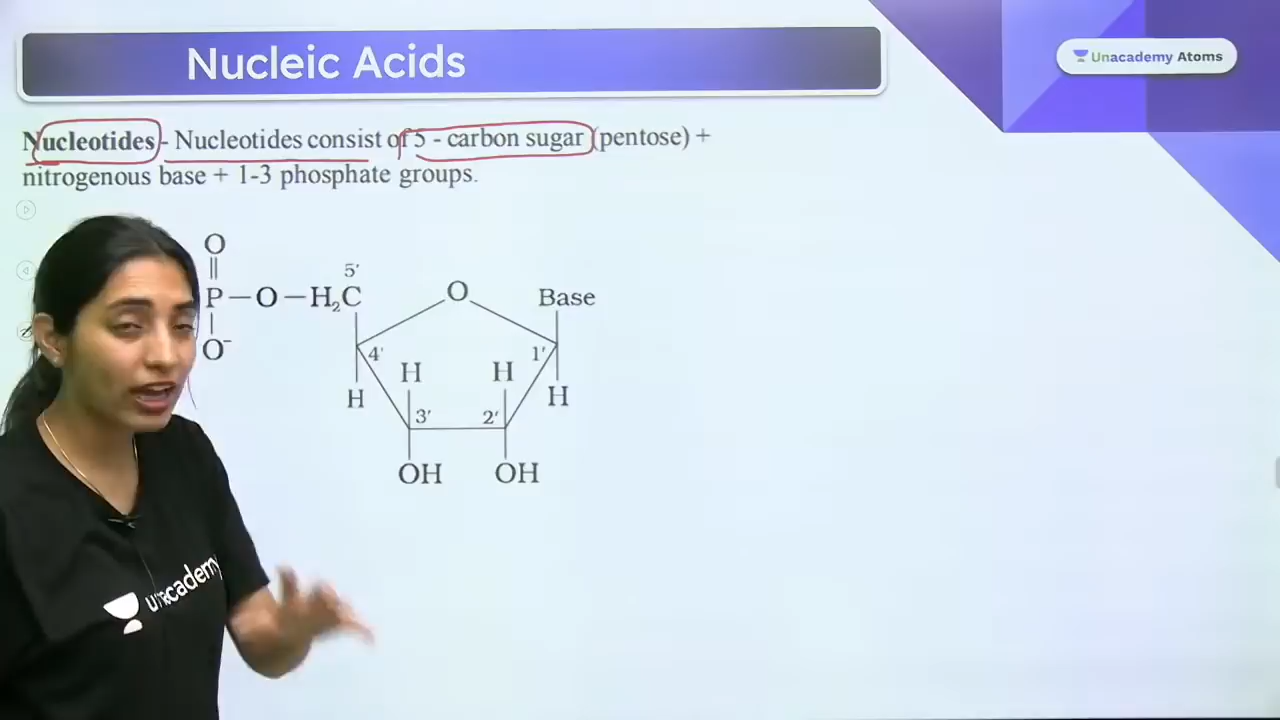 Nucleic Acids
Unacademy Atoms
Nucleotides - Nucleotides consist of 5 - carbon sugar (pentose) +
nitrogenous base + 1-3 phosphate groups.
O
5′
P—O—H₂C
O
Base
O⁻
4′
1′
H
H
H
H
3′
2′
OH
OH
unacademy